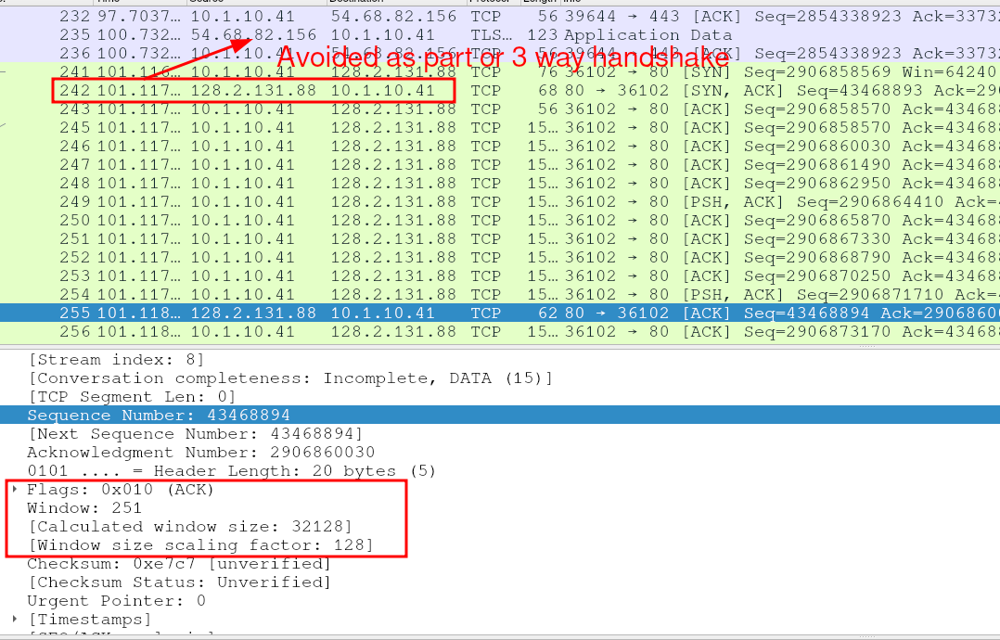 232 97.7037… 10.1.10.41 54.68.82.156 TCP 56 39644 → 443 [ACK] Seq=2854338923 Ack=3373
235 100.732… 54.68.82.156 10.1.10.41 TLS… 123 Application Data
236 100.732… 10.1.10.41 54.68.82.156 TCP 56 39644 → 443 [ACK] Seq=2854338923 Ack=3373
Avoided as part or 3 way handshake
241 101.116… 10.1.10.41 128.2.131.88 TCP 76 36102 → 80 [SYN] Seq=2906858569 Win=64240
242 101.117… 128.2.131.88 10.1.10.41 TCP 68 80 → 36102 [SYN, ACK] Seq=43468893 Ack=290
243 101.117… 10.1.10.41 128.2.131.88 TCP 56 36102 → 80 [ACK] Seq=2906858570 Ack=43468
245 101.117… 10.1.10.41 128.2.131.88 TCP 15… 36102 → 80 [ACK] Seq=2906858570 Ack=43468
246 101.117… 10.1.10.41 128.2.131.88 TCP 15… 36102 → 80 [ACK] Seq=2906860030 Ack=43468
247 101.117… 10.1.10.41 128.2.131.88 TCP 15… 36102 → 80 [ACK] Seq=2906861490 Ack=43468
248 101.117… 10.1.10.41 128.2.131.88 TCP 15… 36102 → 80 [ACK] Seq=2906862950 Ack=43468
249 101.117… 10.1.10.41 128.2.131.88 TCP 15… 36102 → 80 [PSH, ACK] Seq=2906864410 Ack=
250 101.117… 10.1.10.41 128.2.131.88 TCP 15… 36102 → 80 [ACK] Seq=2906865870 Ack=43468
251 101.117… 10.1.10.41 128.2.131.88 TCP 15… 36102 → 80 [ACK] Seq=2906867330 Ack=43468
252 101.117… 10.1.10.41 128.2.131.88 TCP 15… 36102 → 80 [ACK] Seq=2906868790 Ack=43468
253 101.117… 10.1.10.41 128.2.131.88 TCP 15… 36102 → 80 [ACK] Seq=2906870250 Ack=43468
254 101.117… 10.1.10.41 128.2.131.88 TCP 15… 36102 → 80 [PSH, ACK] Seq=2906871710 Ack=
255 101.118… 128.2.131.88 10.1.10.41 TCP 62 80 → 36102 [ACK] Seq=43468894 Ack=29068600
256 101.118… 10.1.10.41 128.2.131.88 TCP 15… 36102 → 80 [ACK] Seq=2906873170 Ack=43468
[Stream index: 8]
[Conversation completeness: Incomplete, DATA (15)]
[TCP Segment Len: 0]
Sequence Number: 43468894
[Next Sequence Number: 43468894]
Acknowledgment Number: 2906860030
0101 .... = Header Length: 20 bytes (5)
Flags: 0x010 (ACK)
Window: 251
[Calculated window size: 32128]
[Window size scaling factor: 128]
Checksum: 0xe7c7 [unverified]
[Checksum Status: Unverified]
Urgent Pointer: 0
[Timestamps]